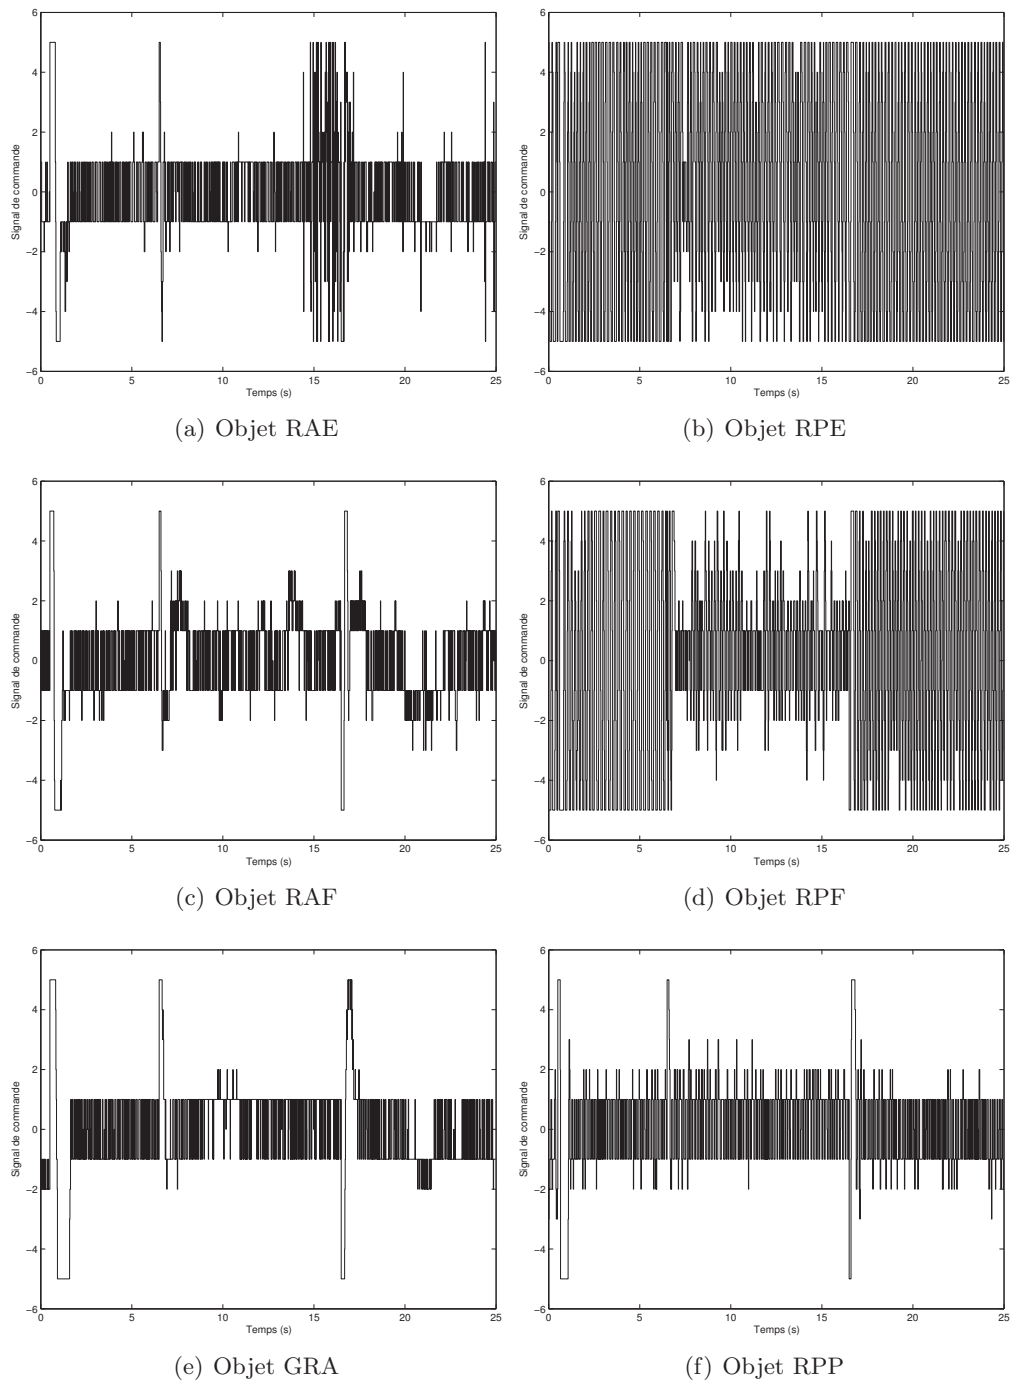 6
4
2
0
−2
−4
−6
Signal de commande
0 5 10 15 20 25
Temps (s)
(a) Objet RAE
6
4
2
0
−2
−4
−6
Signal de commande
0 5 10 15 20 25
Temps (s)
(b) Objet RPE
6
4
2
0
−2
−4
−6
Signal de commande
0 5 10 15 20 25
Temps (s)
(c) Objet RAF
6
4
2
0
−2
−4
−6
Signal de commande
0 5 10 15 20 25
Temps (s)
(d) Objet RPF
6
4
2
0
−2
−4
−6
Signal de commande
0 5 10 15 20 25
Temps (s)
(e) Objet GRA
6
4
2
0
−2
−4
−6
Signal de commande
0 5 10 15 20 25
Temps (s)
(f) Objet RPP